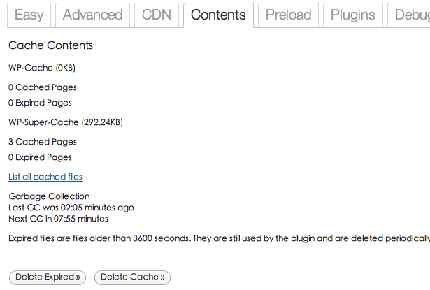 Easy Advanced CDN Contents Preload Plugins Debug
Cache Contents
WP-Cache (0KB)
0 Cached Pages
0 Expired Pages
WP-Super-Cache (292.24KB)
3 Cached Pages
0 Expired Pages
List all cached files
Garbage Collection
Last GC was 02:05 minutes ago
Next GC in 07:55 minutes
Expired files are files older than 3600 seconds. They are still used by the plugin and are deleted periodically
Delete Expired » Delete Cache »